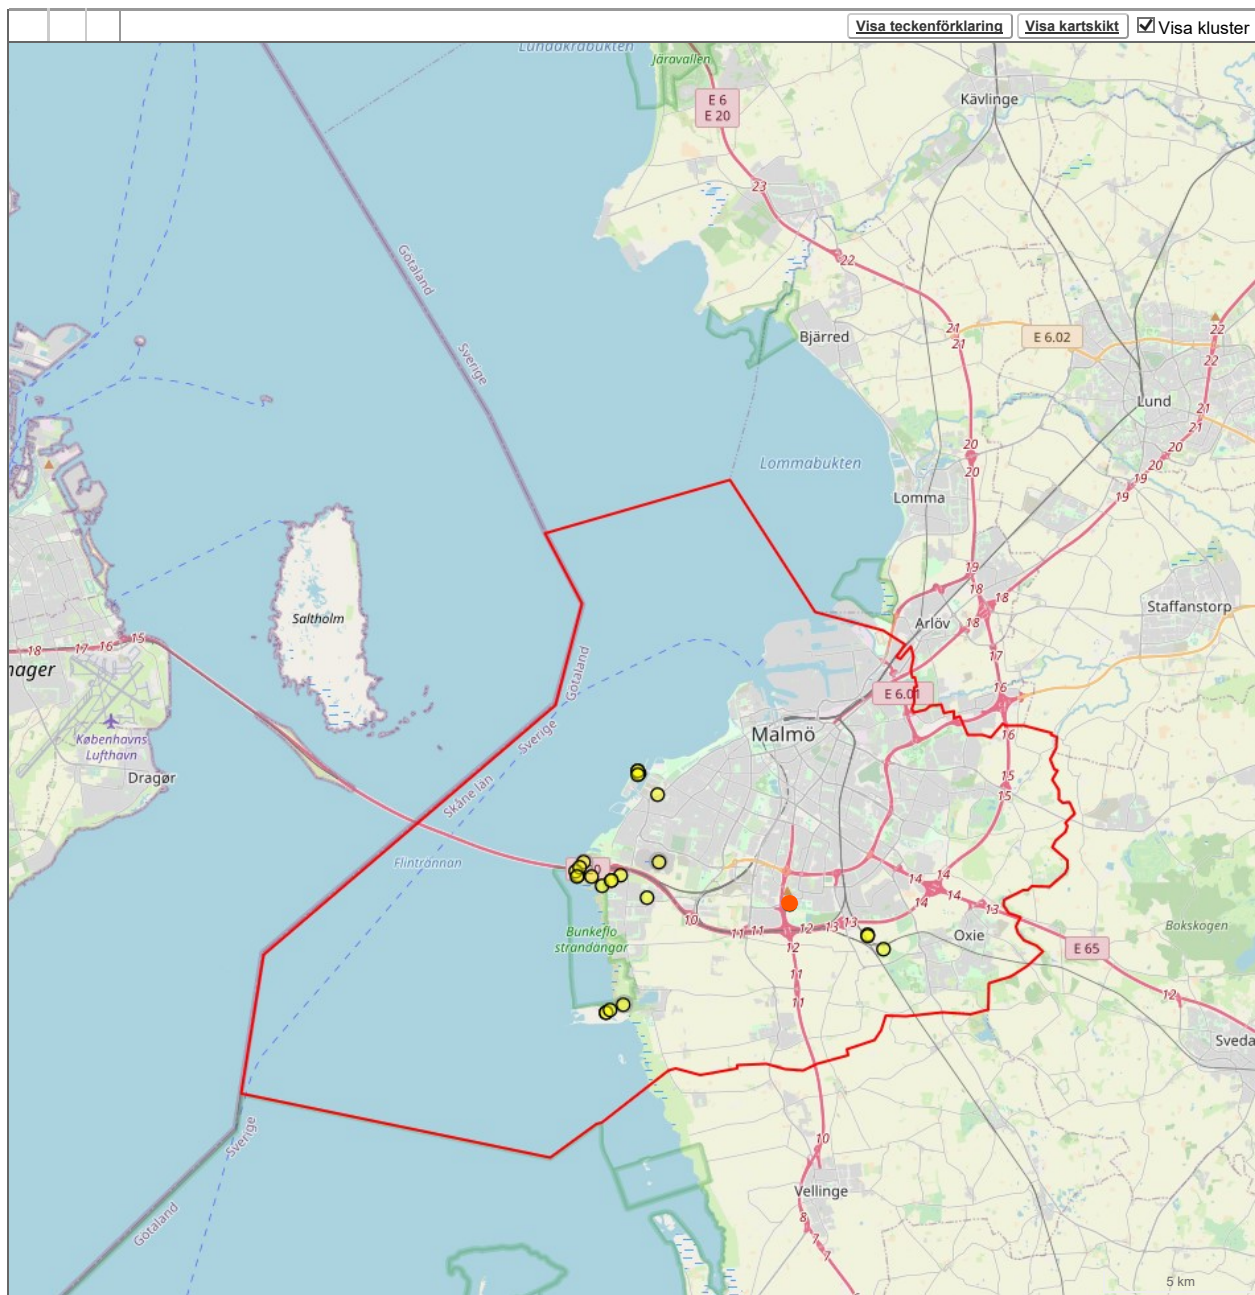 Visa teckenförklaring
Visa kartskikt
Visa kluster
Lundåkrabukten
Järavallen
Kävlinge
E 6
E 20
23
22
Götaland
Sverige
21
21
E 6.02
22
22
Bjärred
Lund
21
21
20
20
19
19
20
20
Lommabukten
Lomma
19
18
18
18
17
Staffanstorp
Arlöv
Saltholm
18
17
16
15
Götaland
16
E 6.01
Københavns
Lufthavn
Dragør
Sverige
Malmö
16
15
15
Skåne län
Flintrännan
14
14
14
14
13
10
11
11
12
13
13
12
Bunkeflo
strandängar
Oxie
E 65
Bokskogen
11
11
12
Sveda
Sverige
10
Vellinge
Götaland
8
7
7
5 km